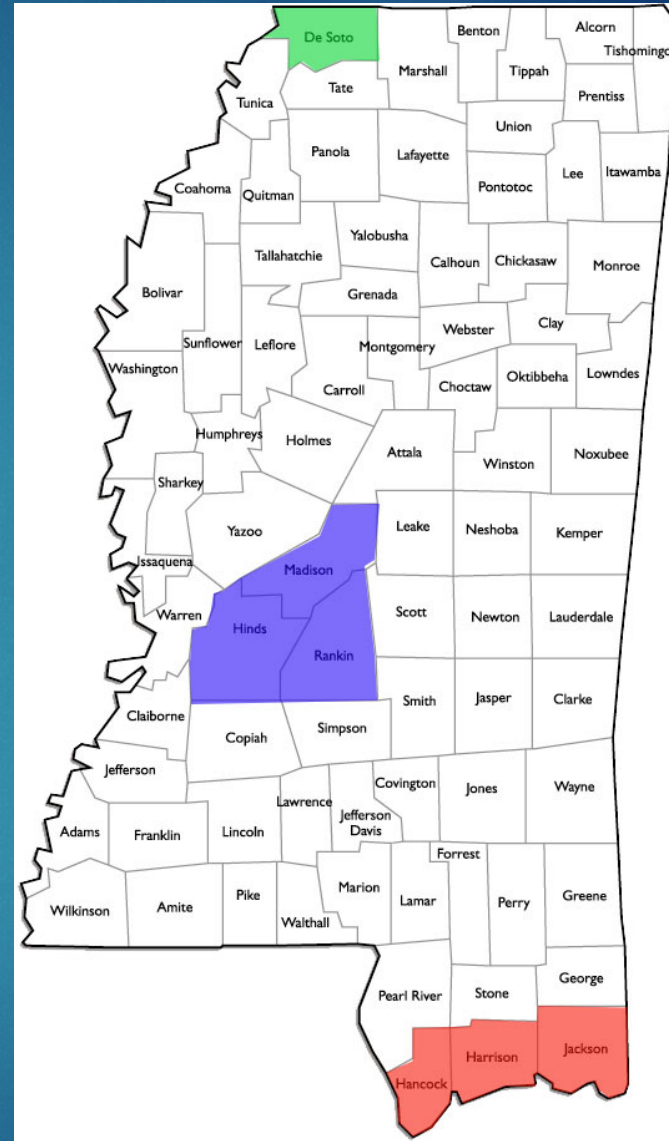 De Soto
Benton
Alcorn
Tishomingo
Marshall
Tippah
Tate
Tunica
Prentiss
Union
Panola
Lafayette
Coahoma
Quitman
Pontotoc
Lee
Itawamba
Yalobusha
Tallahatchie
Calhoun
Chickasaw
Monroe
Bolivar
Grenada
Sunflower
Leflore
Webster
Clay
Montgomery
Washington
Carroll
Choctaw
Oktibbeha
Lowndes
Humphreys
Holmes
Attala
Winston
Noxubee
Sharkey
Yazoo
Leake
Neshoba
Kemper
Issaquena
Madison
Warren
Hinds
Scott
Newton
Lauderdale
Rankin
Claiborne
Smith
Jasper
Clarke
Copiah
Simpson
Jefferson
Covington
Jones
Wayne
Lawrence
Jefferson
Davis
Adams
Franklin
Lincoln
Forrest
Wilkinson
Amite
Pike
Walthall
Marion
Lamar
Perry
Greene
Pearl River
Stone
George
Hancock
Harrison
Jackson